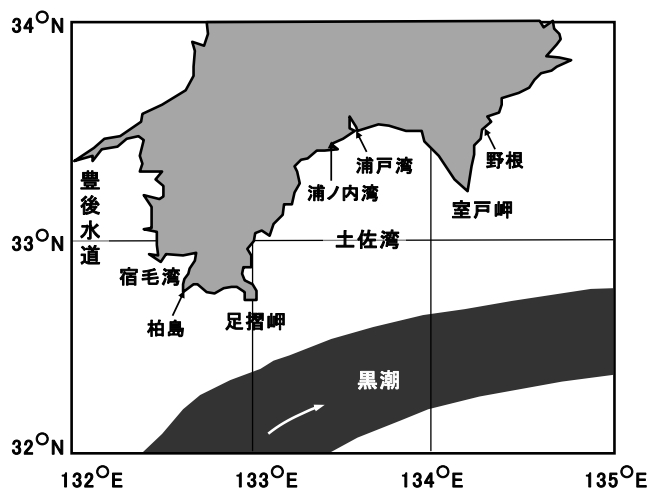 34°N
浦戸湾
野根
豊後水道
浦ノ内湾
室戸岬
33°N
土佐湾
宿毛湾
柏島
足摺岬
黒潮
32°N
132°E
133°E
134°E
135°E